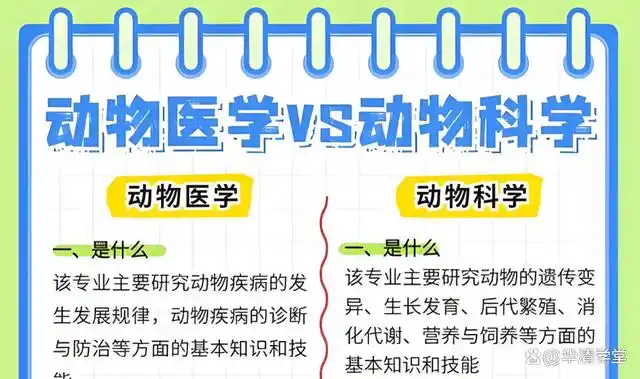 动物医学VS动物科学
动物医学
一、是什么
该专业主要研究动物疾病的发
生发展规律，动物疾病的诊断
与防治等方面的基本知识和技
能
动物科学
一、是什么
该专业主要研究动物的遗传变
异、生长发育、后代繁殖、消
化代谢、营养与饲养等方面的
基本知识和技能
华清学堂